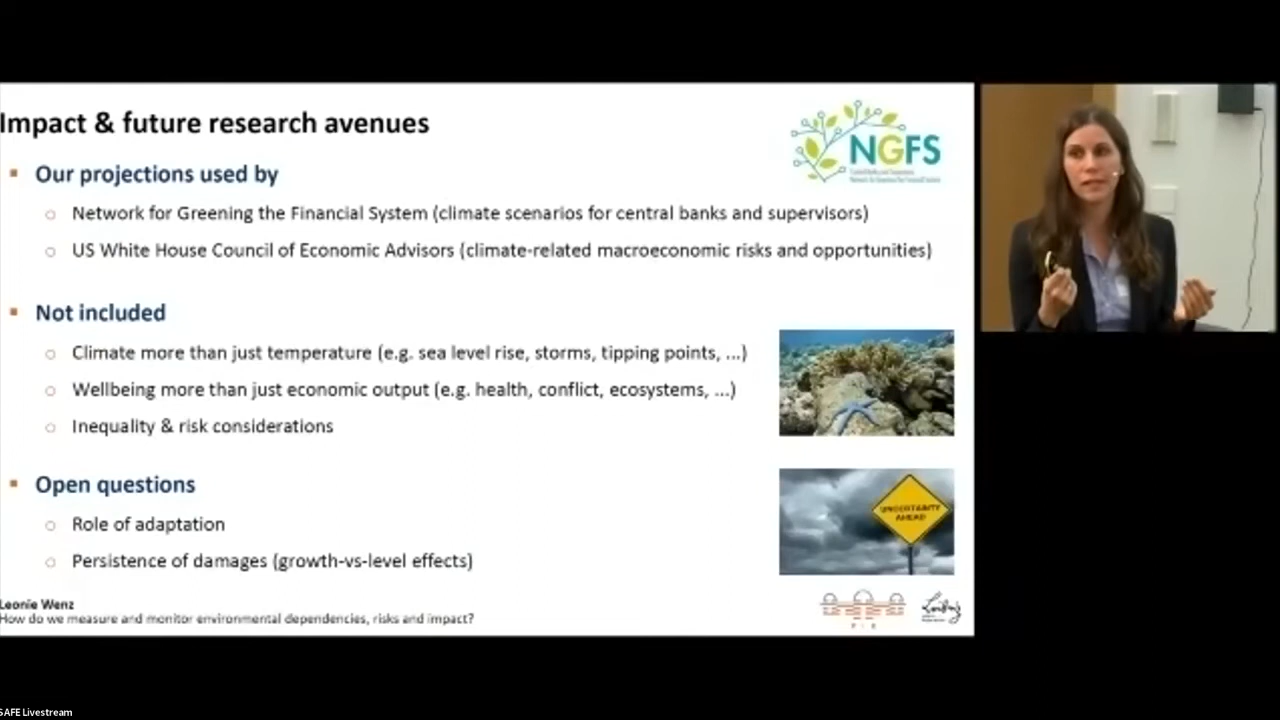 Impact & future research avenues
NGFS
Our projections used by
Network for Greening the Financial System (climate scenarios for central banks and supervisors)
US White House Council of Economic Advisors (climate-related macroeconomic risks and opportunities)
Not included
Climate more than just temperature (e.g. sea level rise, storms, tipping points, ...)
Wellbeing more than just economic output (e.g. health, conflict, ecosystems, ...)
Inequality & risk considerations
Open questions
Role of adaptation
Persistence of damages (growth-vs-level effects)
UNCERTAINTY
AHEAD
Leonie Wenz
How do we measure and monitor environmental dependencies, risks and impact?
P I K
SAFE Livestream